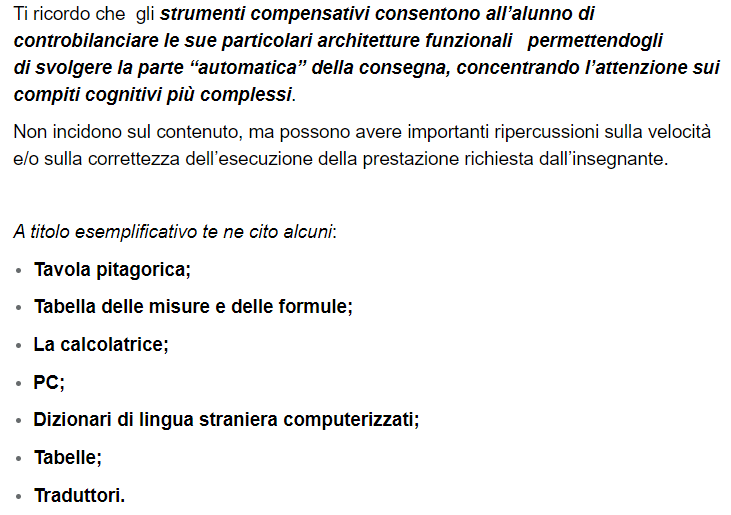 Ti ricordo che  gli strumenti compensativi consentono all’alunno di
controbilanciare le sue particolari architetture funzionali   permettendogli
di svolgere la parte “automatica” della consegna, concentrando l’attenzione sui
compiti cognitivi più complessi.
Non incidono sul contenuto, ma possono avere importanti ripercussioni sulla velocità
e/o sulla correttezza dell’esecuzione della prestazione richiesta dall’insegnante.
A titolo esemplificativo te ne cito alcuni:
• Tavola pitagorica;
• Tabella delle misure e delle formule;
• La calcolatrice;
• PC;
• Dizionari di lingua straniera computerizzati;
• Tabelle;
• Traduttori.